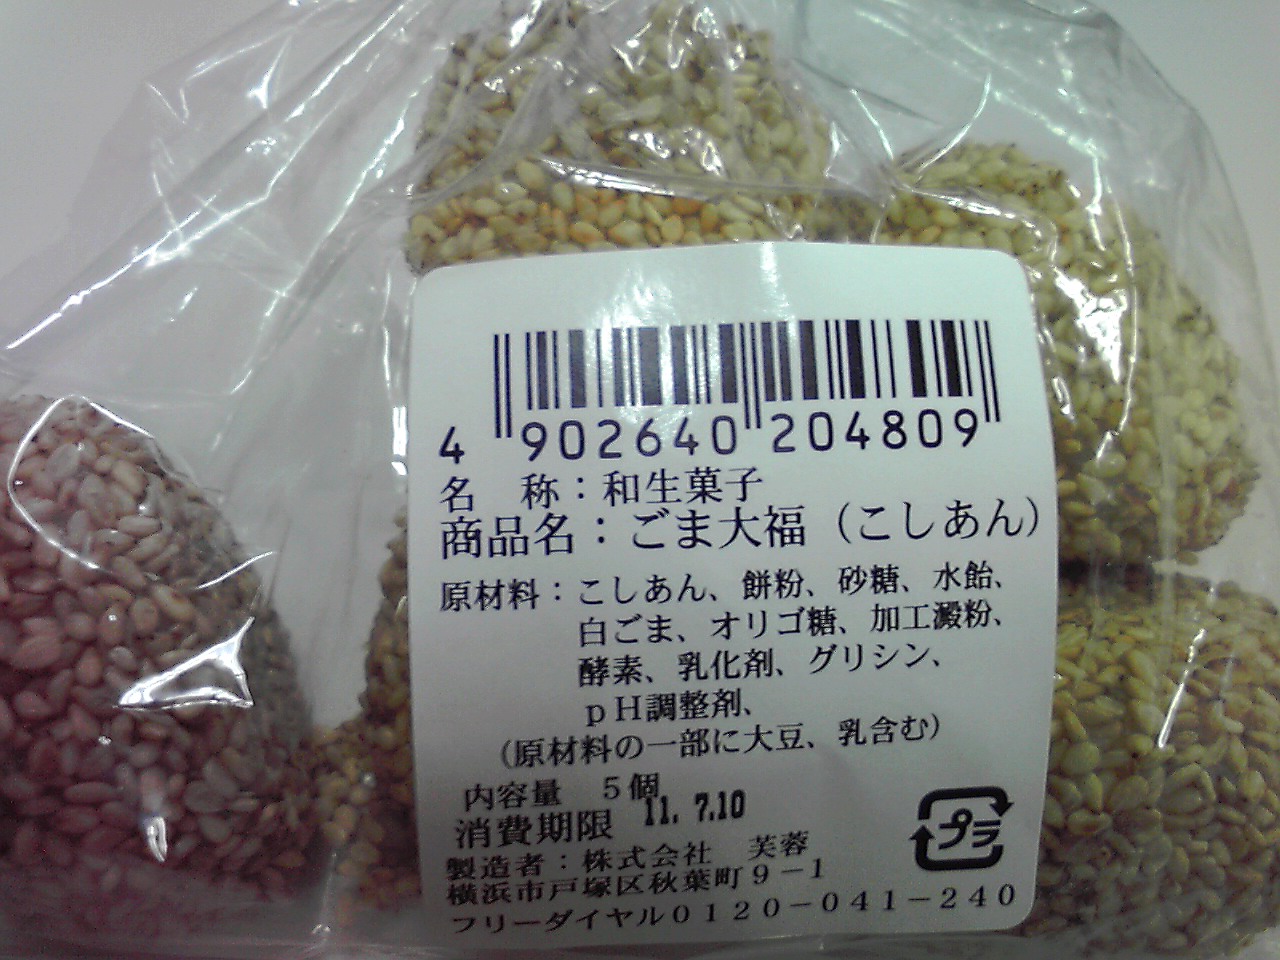 4 902640 204809
名 称：和生菓子
商品名：ごま大福（こしあん）
原材料：こしあん、餅粉、砂糖、水飴、
白ごま、オリゴ糖、加工澱粉、
酵素、乳化剤、グリシン、
ｐＨ調整剤、
（原材料の一部に大豆、乳含む）
内容量 ５個
消費期限 11. 7.10
製造者：株式会社 芙蓉
横浜市戸塚区秋葉町９－１
フリーダイヤル０１２０－０４１－２４０
プラ